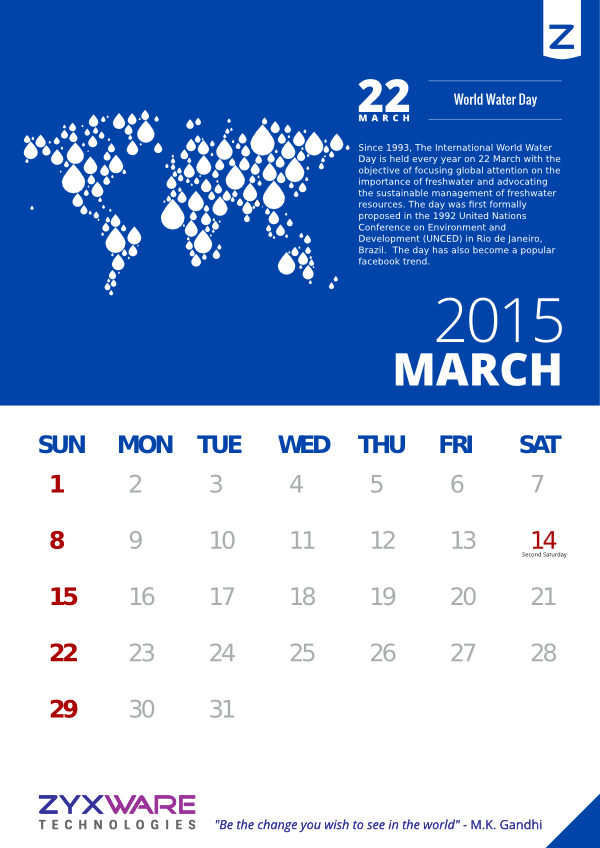 Z
22
MARCH
World Water Day
Since 1993, The International World Water
Day is held every year on 22 March with the
objective of focusing global attention on the
importance of freshwater and advocating
the sustainable management of freshwater
resources. The day was first formally
proposed in the 1992 United Nations
Conference on Environment and
Development (UNCED) in Rio de Janeiro,
Brazil. The day has also become a popular
facebook trend.
2015
MARCH
SUN MON TUE WED THU FRI SAT
1 2 3 4 5 6 7
8 9 10 11 12 13 14
Second Saturday
15 16 17 18 19 20 21
22 23 24 25 26 27 28
29 30 31
ZYXWARE
TECHNOLOGIES
"Be the change you wish to see in the world" - M.K. Gandhi